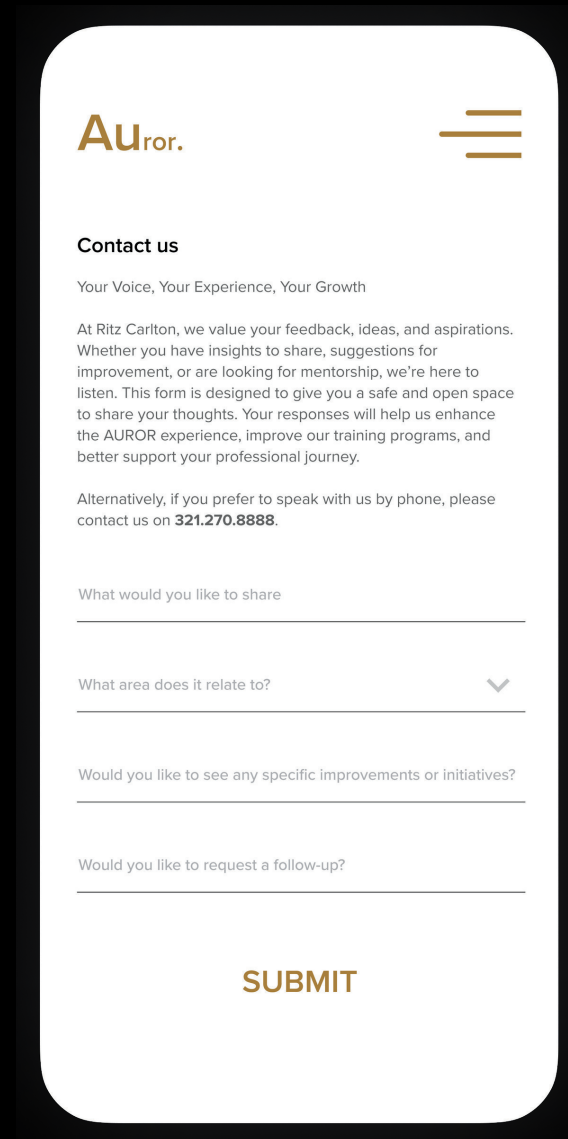 Auror.
Contact us
Your Voice, Your Experience, Your Growth
At Ritz Carlton, we value your feedback, ideas, and aspirations.
Whether you have insights to share, suggestions for
improvement, or are looking for mentorship, we’re here to
listen. This form is designed to give you a safe and open space
to share your thoughts. Your responses will help us enhance
the AUROR experience, improve our training programs, and
better support your professional journey.
Alternatively, if you prefer to speak with us by phone, please
contact us on 321.270.8888.
What would you like to share
What area does it relate to?
Would you like to see any specific improvements or initiatives?
Would you like to request a follow-up?
SUBMIT